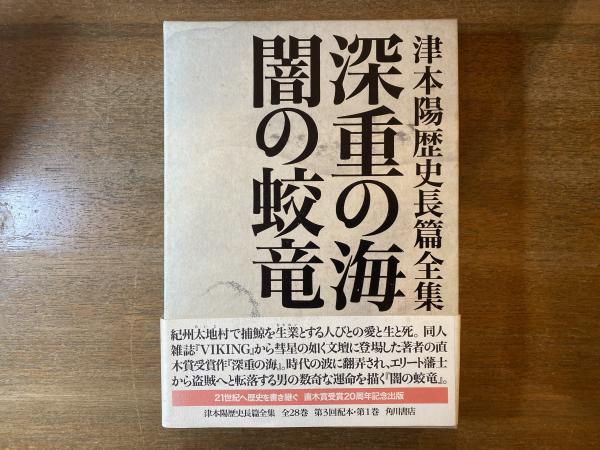 津本陽歴史長篇全集
深重の海
闇の蛟竜
紀州太地村で捕鯨を生業とする人びとの愛と生と死。同人
雑誌『VIKING』から彗星の如く文壇に登場した著者の直
木賞受賞作『深重の海』。時代の波に翻弄され、エリート藩士
から盗賊へと転落する男の数奇な運命を描く『闇の蛟竜』。
21世紀へ歴史を書き継ぐ 直木賞受賞20周年記念出版
津本陽歴史長篇全集 全28巻 第3回配本・第1巻 角川書店